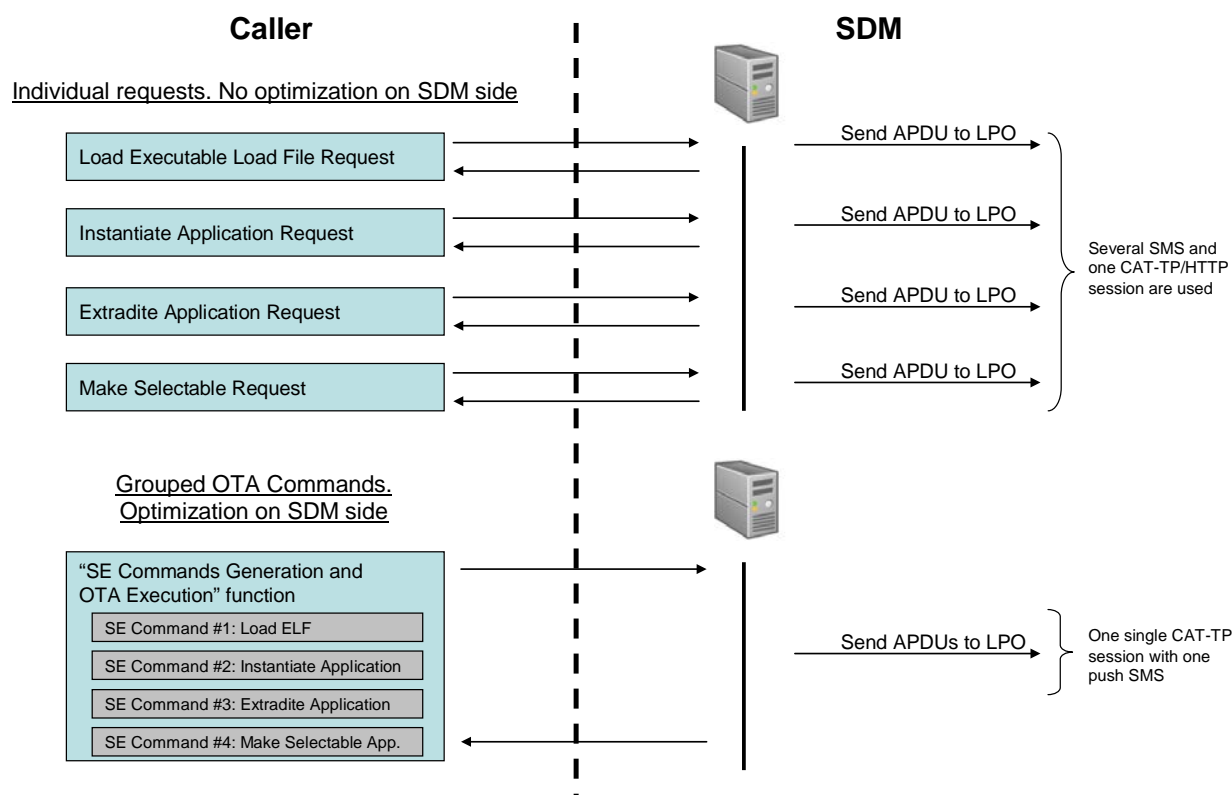 Caller
SDM
Individual requests. No optimization on SDM side
Load Executable Load File Request
Send APDU to LPO
Instantiate Application Request
Send APDU to LPO
Extradite Application Request
Send APDU to LPO
Make Selectable Request
Send APDU to LPO
Several SMS and
one CAT-TP/HTTP
session are used
Grouped OTA Commands.
Optimization on SDM side
“SE Commands Generation and
OTA Execution” function
SE Command #1: Load ELF
SE Command #2: Instantiate Application
SE Command #3: Extradite Application
SE Command #4: Make Selectable App.
Send APDUs to LPO
One single CAT-TP
session with one
push SMS